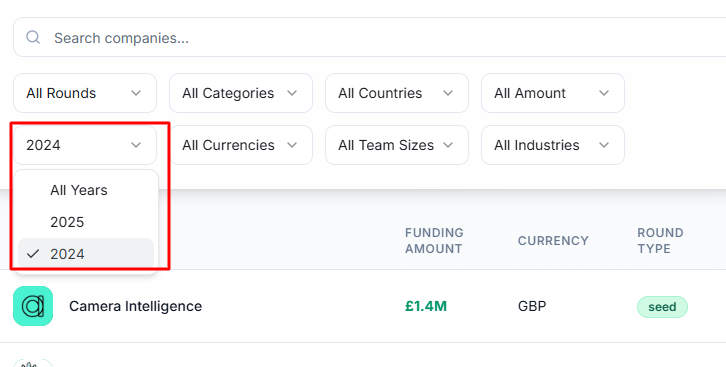 Search companies...
All Rounds
All Categories
All Countries
All Amount
2024
All Currencies
All Team Sizes
All Industries
All Years
2025
2024
FUNDING
AMOUNT
CURRENCY
ROUND
TYPE
Camera Intelligence
£1.4M
GBP
seed